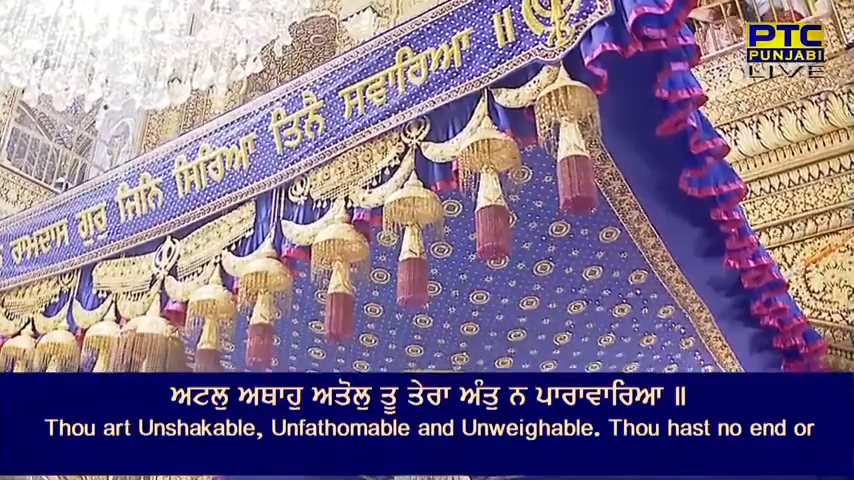 PTC
PUNJABI
LIVE
ਰਾਮਦਾਸ ਗੁਰੁ ਜਿਨਿ ਸਿਰਿਆ ਤਿਨੈ ਸਵਾਰਿਆ ॥
ਅਟਲੁ ਅਥਾਹੁ ਅਤੋਲੁ ਤੂ ਤੇਰਾ ਅੰਤੁ ਨ ਪਾਰਾਵਾਰਿਆ ॥
Thou art Unshakable, Unfathomable and Unweighable. Thou hast no end or